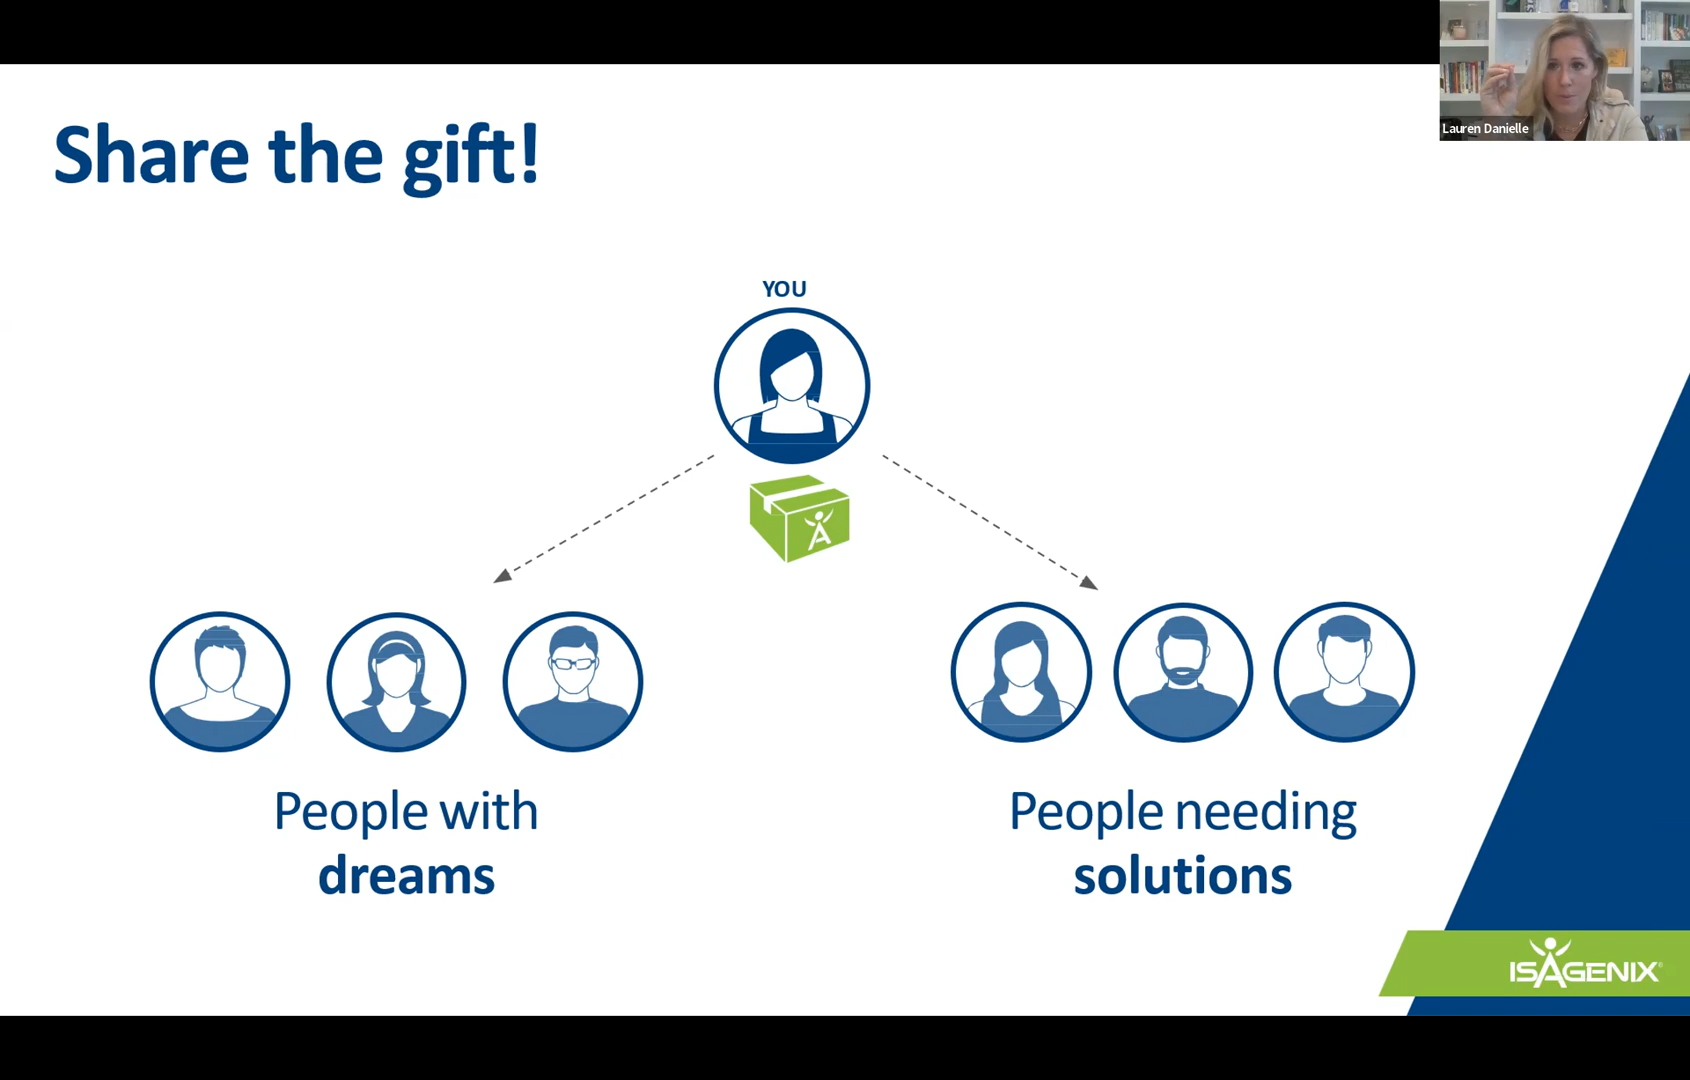 Lauren Danielle
Share the gift!
YOU
People with
dreams
People needing
solutions
ISAGENIX®